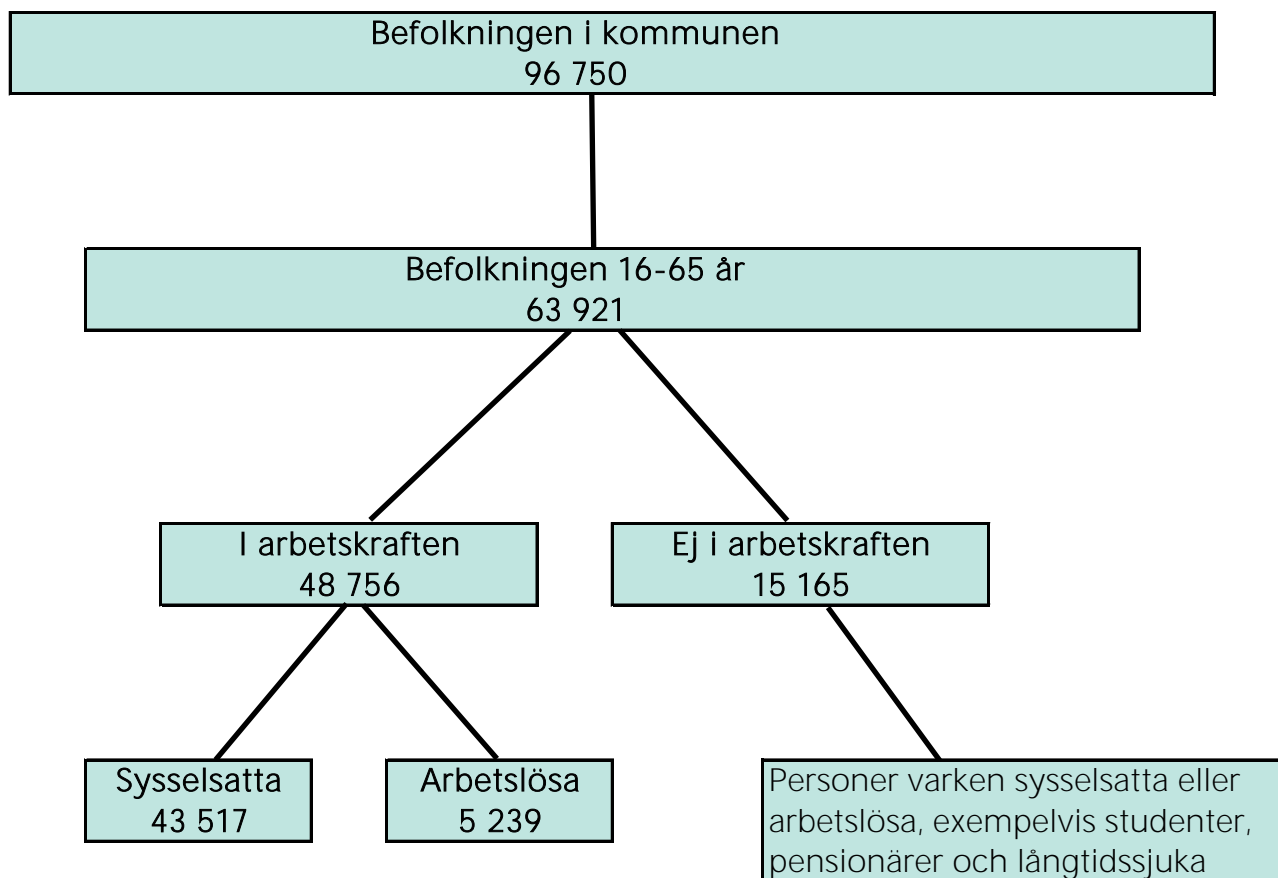 Befolkningen i kommunen
96 750
Befolkningen 16-65 år
63 921
I arbetskraften
48 756
Ej i arbetskraften
15 165
Sysselsatta
43 517
Arbetslösa
5 239
Personer varken sysselsatta eller
arbetslösa, exempelvis studenter,
pensionärer och långtidssjuka